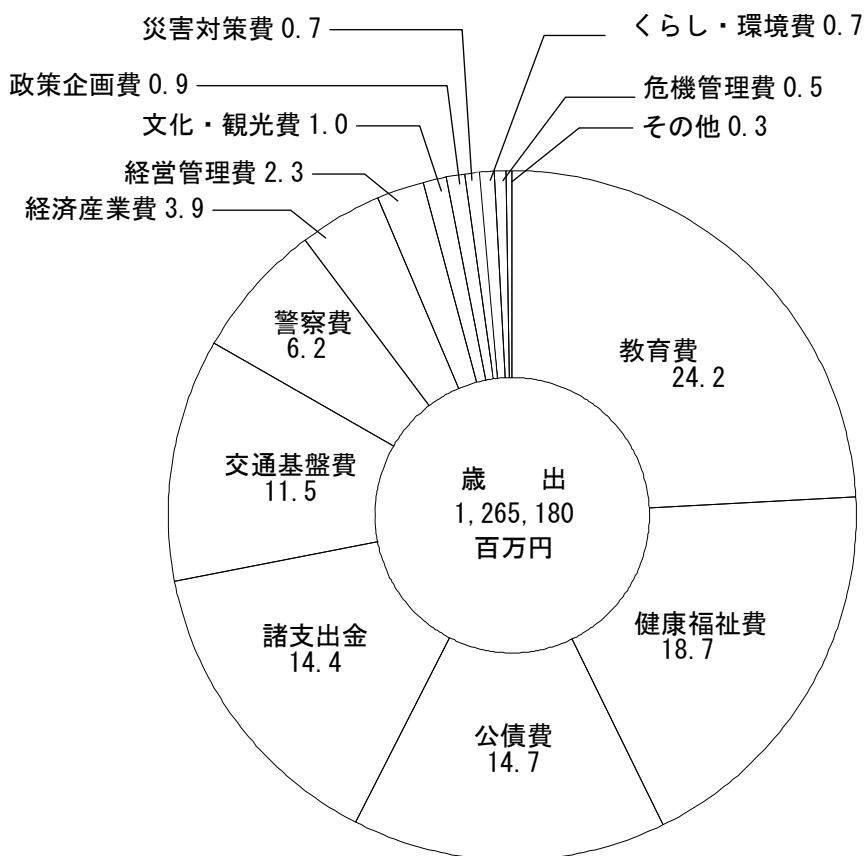 災害対策費 0.7
くらし・環境費 0.7
政策企画費 0.9
危機管理費 0.5
文化・観光費 1.0
その他 0.3
経営管理費 2.3
経済産業費 3.9
警察費
6.2
教育費
24.2
交通基盤費
11.5
歳 出
1,265,180
百万円
諸支出金
14.4
健康福祉費
18.7
公債費
14.7